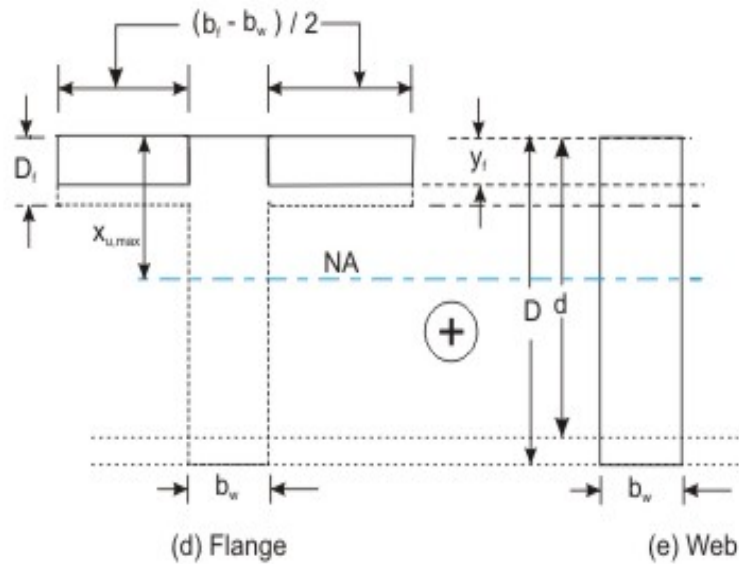 (b_f - b_w) / 2
D_f
y_f
x_u,max
NA
D
d
+
b_w
b_w
(d) Flange
(e) Web